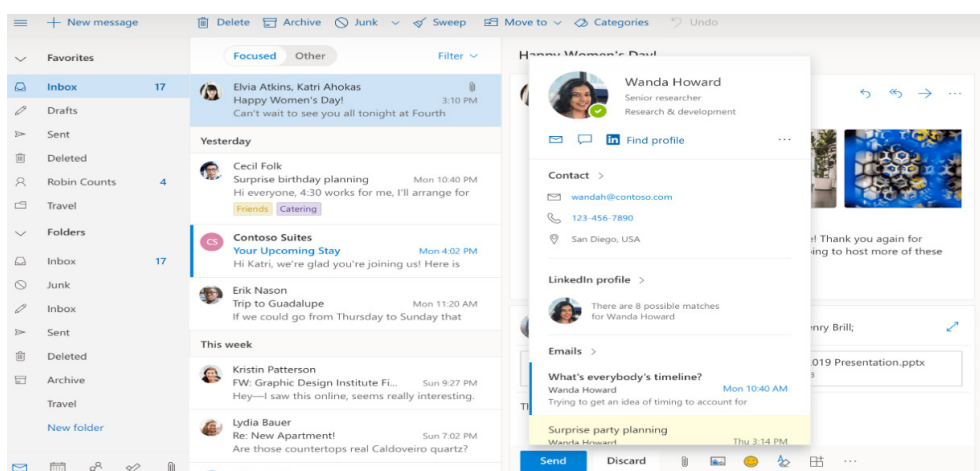 New message
Delete Archive Junk Sweep Move to Categories Undo
Favorites
Inbox 17
Drafts
Sent
Deleted
Robin Counts 4
Travel
Folders
Inbox 17
Junk
Inbox
Sent
Deleted
Archive
Travel
New folder
Focused Other Filter
Elvia Atkins, Katri Ahokas
Happy Women's Day! 3:10 PM
Can't wait to see you all tonight at Fourth
Yesterday
Cecil Folk
Surprise birthday planning Mon 10:40 PM
Hi everyone, 4:30 works for me, I'll arrange for
Friends Catering
CS
Contoso Suites
Your Upcoming Stay Mon 4:02 PM
Hi Katri, we're glad you're joining us! Here is
Erik Nason
Trip to Guadalupe Mon 11:20 AM
If we could go from Thursday to Sunday that
This week
Kristin Patterson
FW: Graphic Design Institute Fi... Sun 9:27 PM
Hey—I saw this online, seems really interesting.
Lydia Bauer
Re: New Apartment! Sun 7:02 PM
Are those countertops real Caldoveiro quartz?
Happy Women's Day!
Wanda Howard
Senior researcher
Research & development
in Find profile
Contact
wandah@contoso.com
123-456-7890
San Diego, USA
LinkedIn profile
There are 8 possible matches
for Wanda Howard
Emails
What's everybody's timeline?
Wanda Howard Mon 10:40 AM
Trying to get an idea of timing to account for
Surprise party planning
Wanda Howard Thu 3:14 PM
! Thank you again for
to host more of these
Brill;
Presentation.pptx
Send Discard